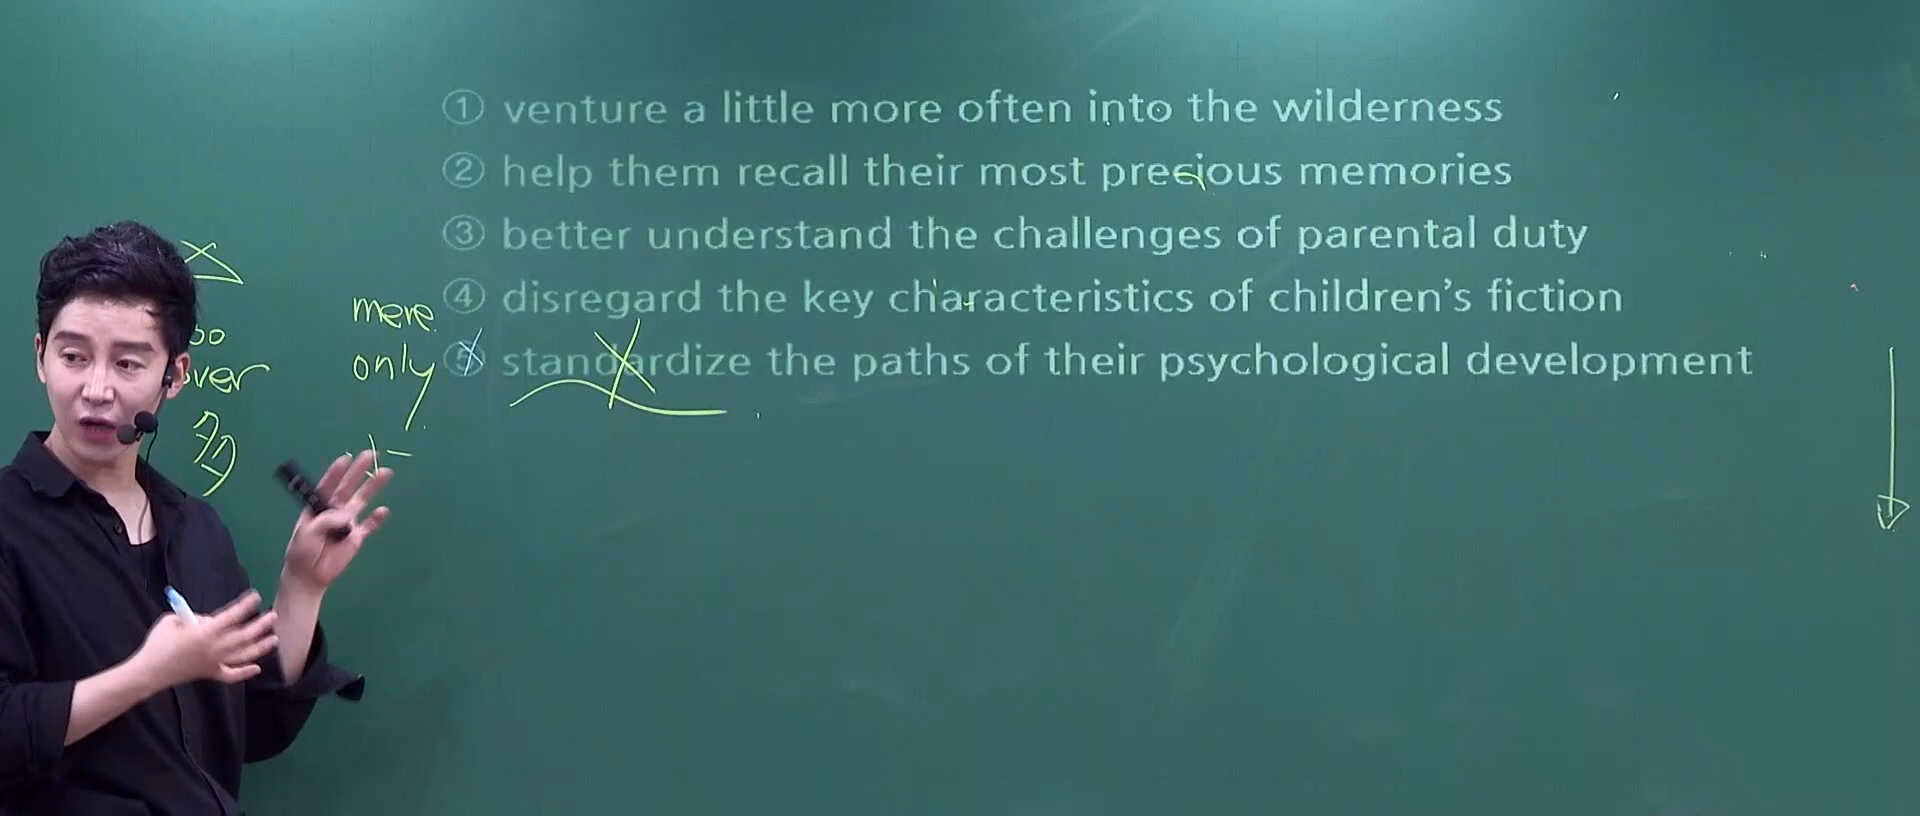 ① venture a little more often into the wilderness
② help them recall their most precious memories
③ better understand the challenges of parental duty
④ disregard the key characteristics of children's fiction
⑤ standardize the paths of their psychological development
mere
only
over